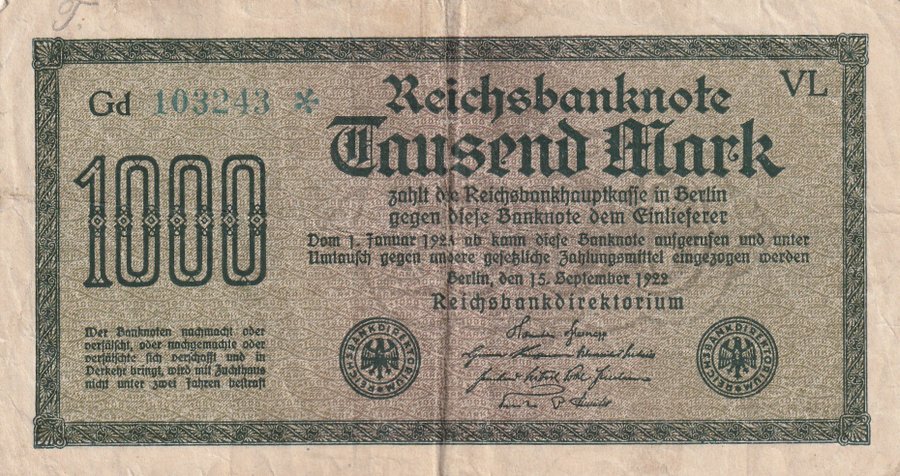 Gd 103243 *
VL
Reichsbanknote
Tausend Mark
1000
zahlt die Reichsbankhauptkasse in Berlin
gegen diese Banknote dem Einlieferer
Vom 1. Januar 1923 ab kann diese Banknote aufgerufen und unter
Umtausch gegen andere gesetzliche Zahlungsmittel eingezogen werden
Berlin, den 15. September 1922
Reichsbankdirektorium
Wer Banknoten nachmacht oder
verfälscht, oder nachgemachte oder
verfälschte sich verschafft und in
Verkehr bringt, wird mit Zuchthaus
nicht unter zwei Jahren bestraft
REICHSBANKDIREKTORIUM
REICHSBANKDIREKTORIUM